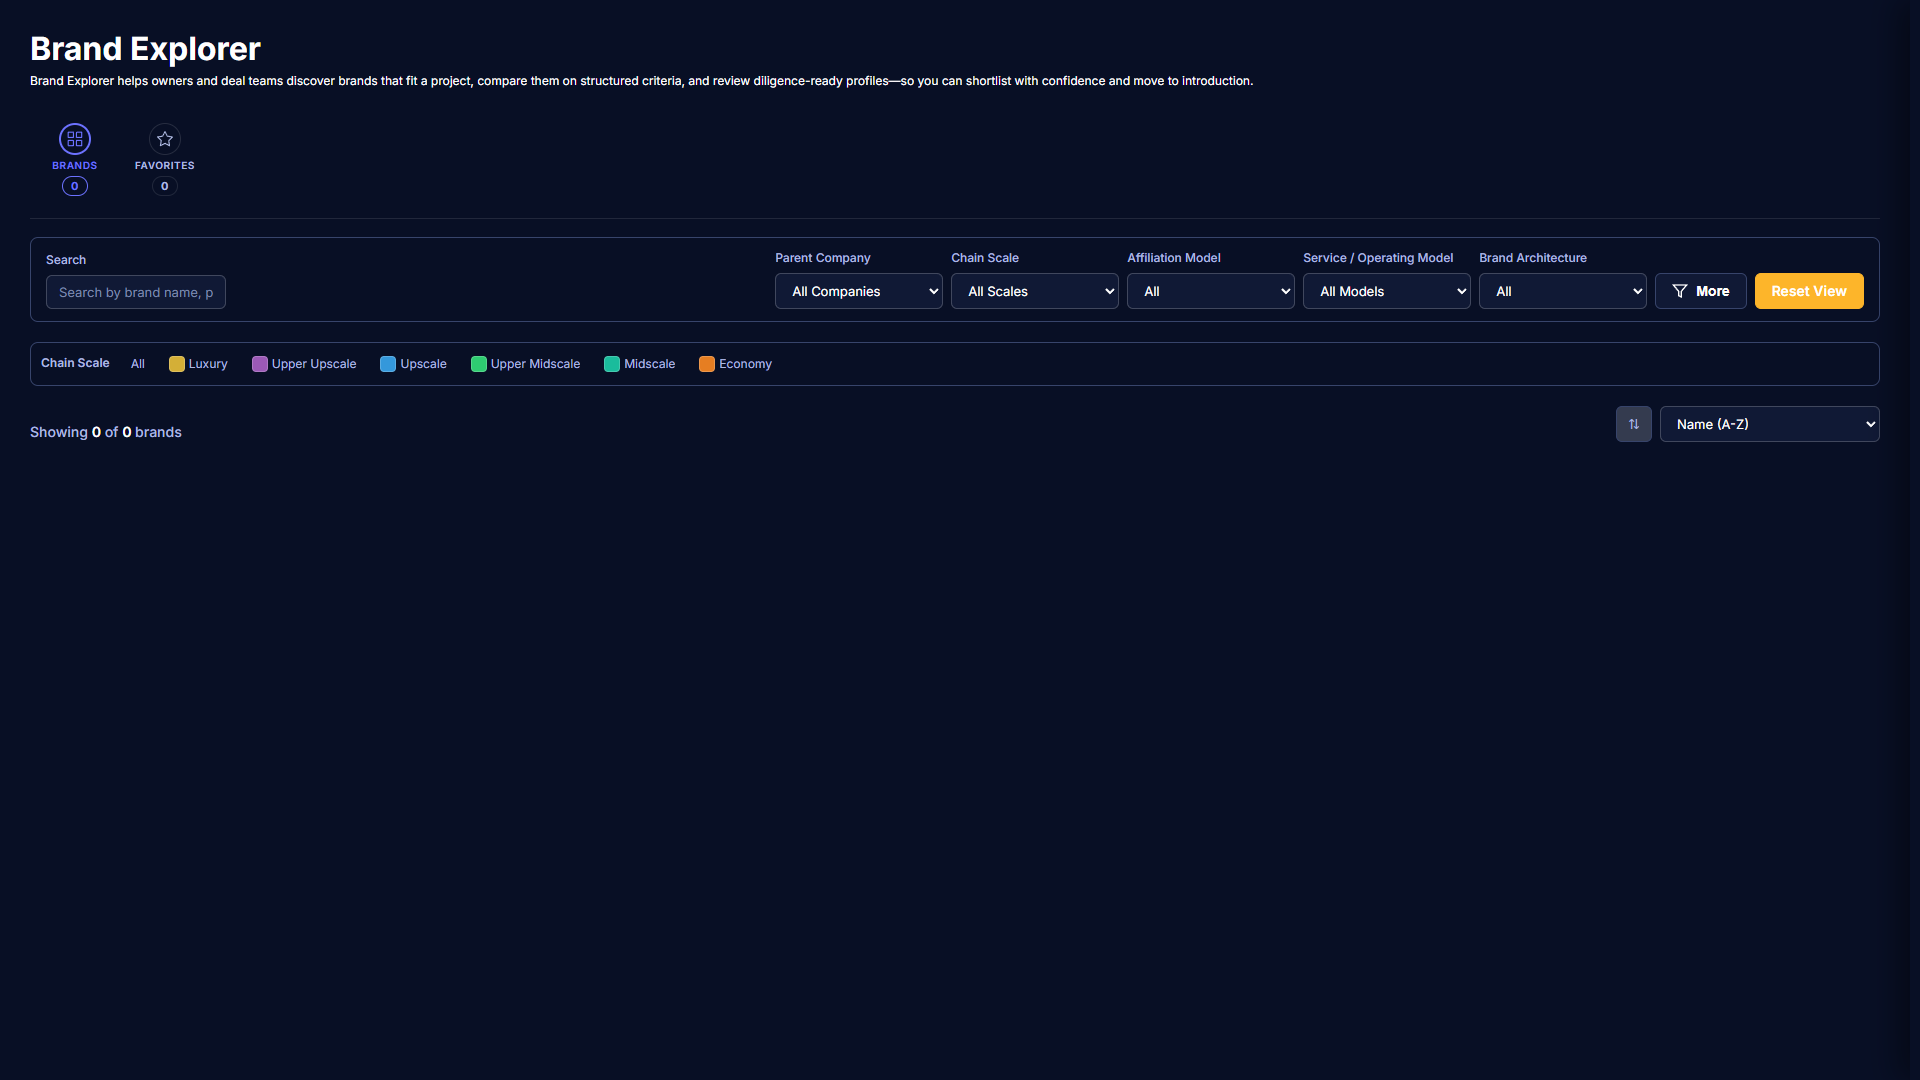 Brand Explorer
Brand Explorer helps owners and deal teams discover brands that fit a project, compare them on structured criteria, and review diligence-ready profiles—so you can shortlist with confidence and move to introduction.
BRANDS
0
FAVORITES
0
Search
Search by brand name, p
Parent Company
All Companies
Chain Scale
All Scales
Affiliation Model
All
Service / Operating Model
All Models
Brand Architecture
All
More
Reset View
Chain Scale
All
Luxury
Upper Upscale
Upscale
Upper Midscale
Midscale
Economy
Showing 0 of 0 brands
Name (A-Z)